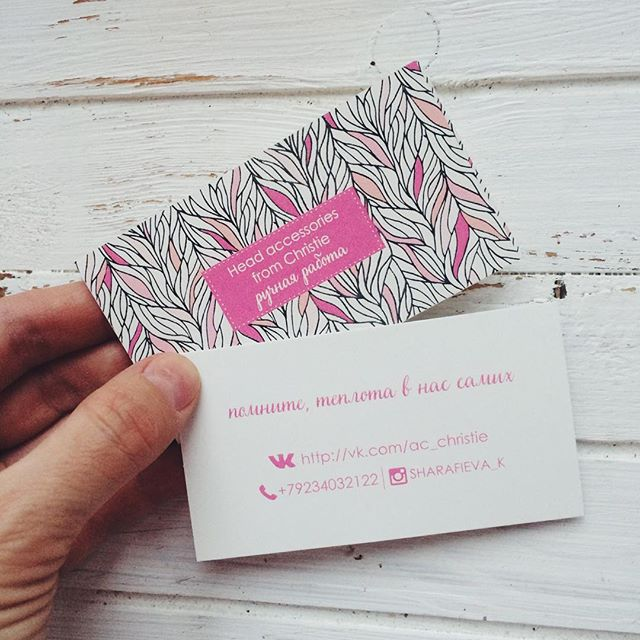 Head accessories
from Christie
ручная работа
помните, теплота в нас самих
http://vk.com/ac_christie
+79234032122 | SHARAFIEVA_K